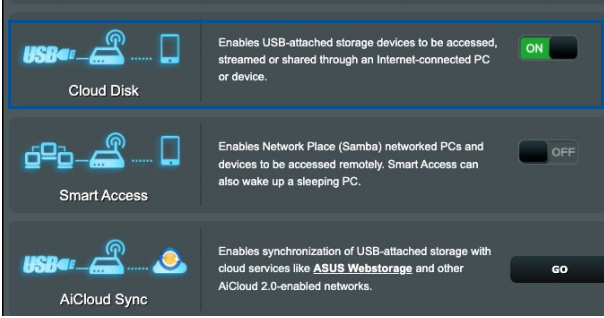 USB
Cloud Disk
Enables USB-attached storage devices to be accessed,
streamed or shared through an Internet-connected PC
or device.
ON
Smart Access
Enables Network Place (Samba) networked PCs and
devices to be accessed remotely. Smart Access can
also wake up a sleeping PC.
OFF
USB
AiCloud Sync
Enables synchronization of USB-attached storage with
cloud services like ASUS Webstorage and other
AiCloud 2.0-enabled networks.
GO